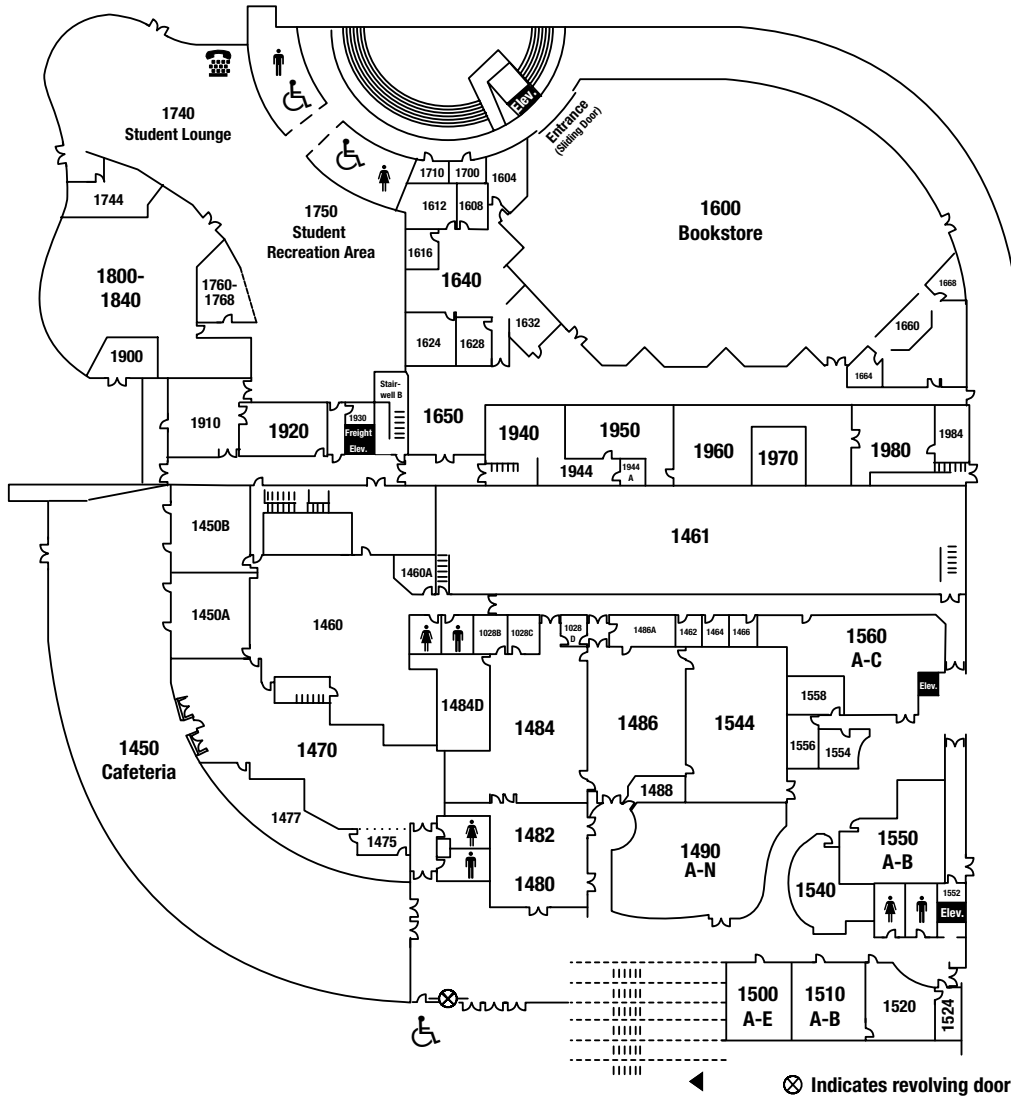 Elev.
Entrance
(Sliding Door)
1740
Student Lounge
1710
1700
1604
1744
1612
1608
1600
Bookstore
1750
Student
Recreation Area
1616
1800-
1840
1760-
1768
1640
1668
1632
1660
1900
1624
1628
1664
Stair-
well B
1910
1920
1930
Freight
Elev.
1650
1940
1950
1960
1970
1980
1984
1944
1944
A
1450B
1461
1460A
1450A
1460
1028B
1028C
1028
D
1486A
1462
1464
1466
1560
A-C
Elev.
1484D
1484
1486
1544
1558
1556
1554
1450
Cafeteria
1470
1488
1477
1475
1482
1480
1490
A-N
1550
A-B
1540
1552
Elev.
1500
A-E
1510
A-B
1520
1524
Indicates revolving door